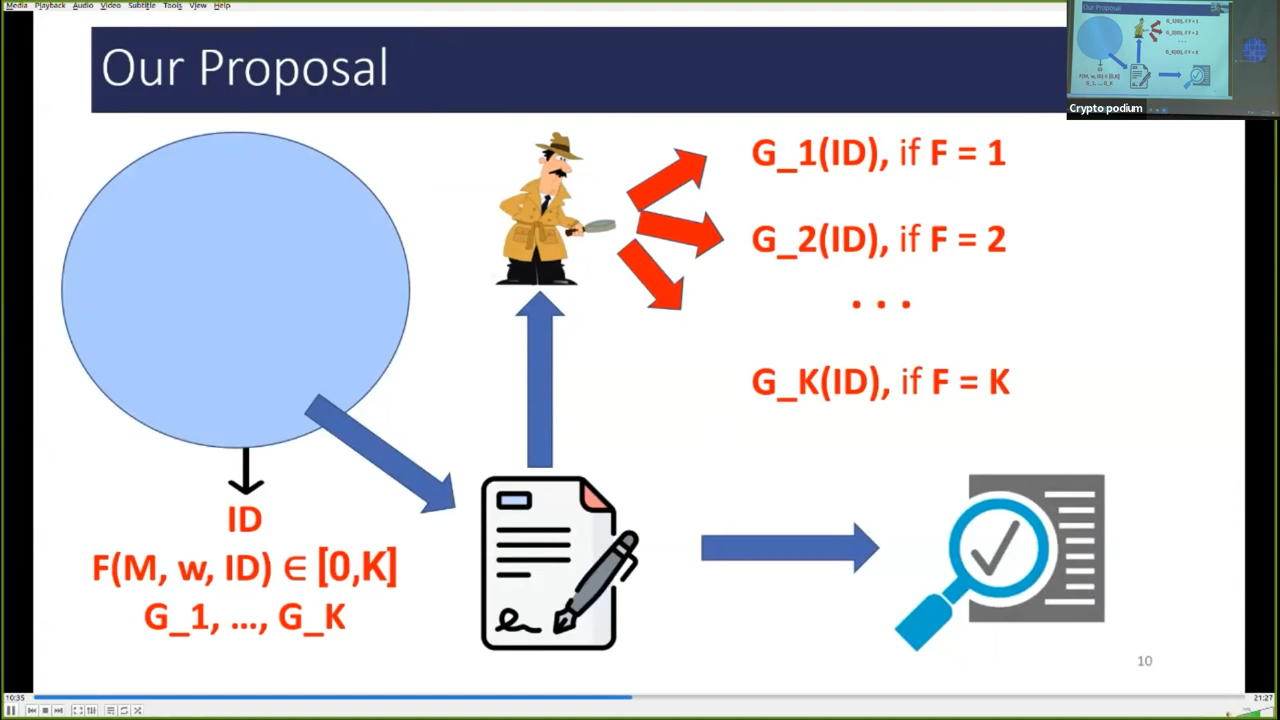 Media Playback Audio Video Subtitle Tools View Help
Our Proposal
Crypto podium
G_1(ID), if F = 1
G_2(ID), if F = 2
. . .
G_K(ID), if F = K
ID
F(M, w, ID) ∈ [0,K]
G_1, ..., G_K
10
10:35
21:27